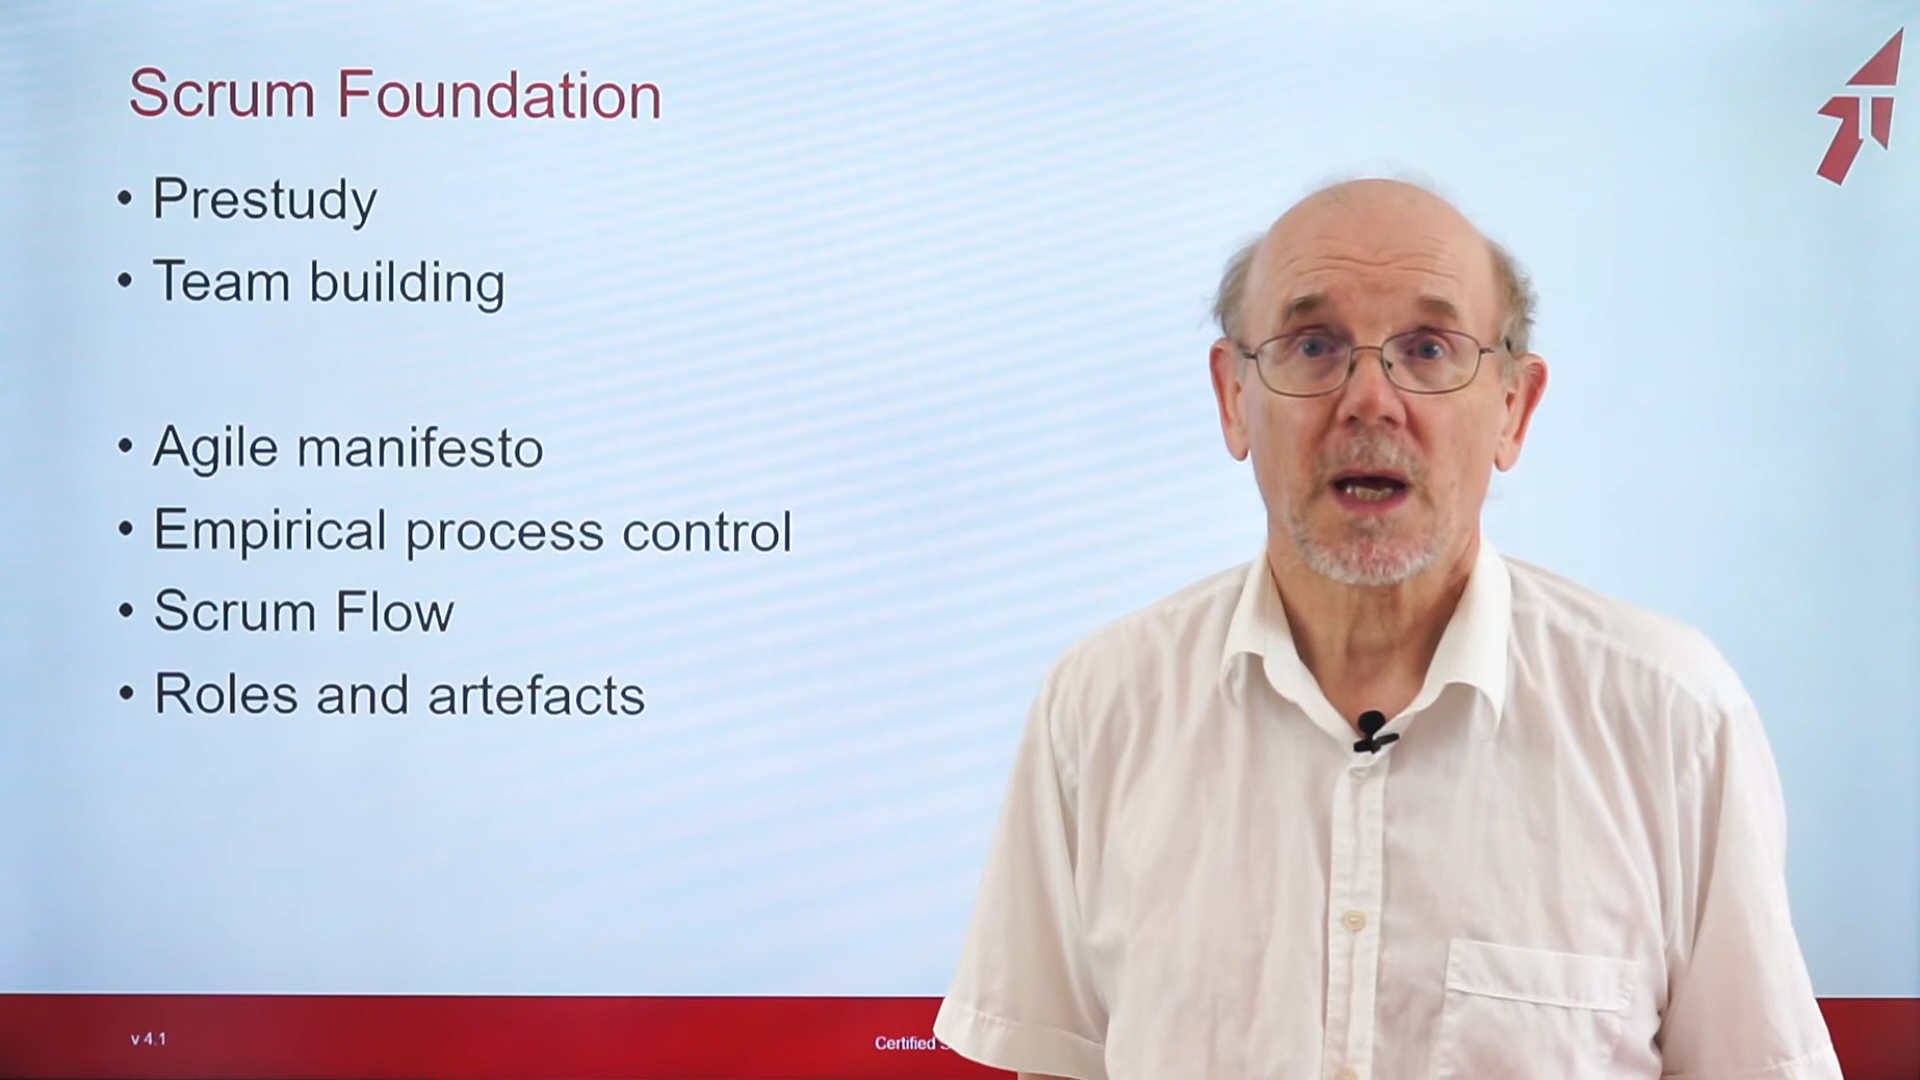 Scrum Foundation
• Prestudy
• Team building
• Agile manifesto
• Empirical process control
• Scrum Flow
• Roles and artefacts
v 4.1
Certified